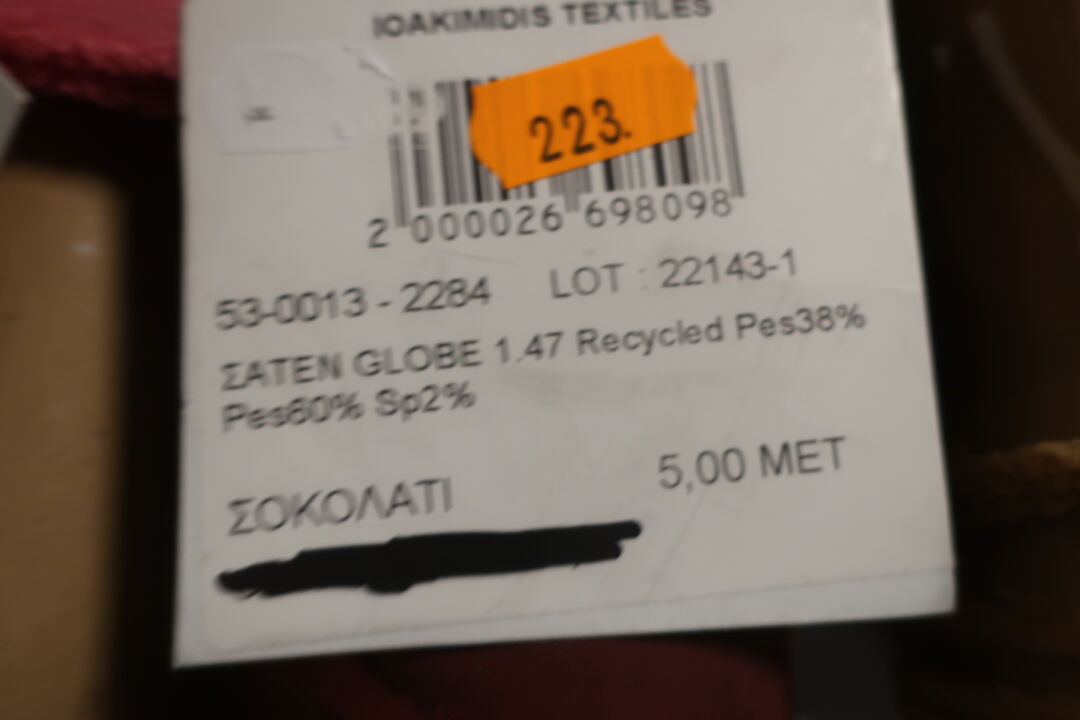 IOAKIMIDIS TEXTILES
223.
2 000026 698098
53-0013 - 2284 LOT : 22143-1
ΣΑΤΕΝ GLOBE 1.47 Recycled Pes38%
Pes60% Sp2%
ΣΟΚΟΛΑΤΙ 5,00 ΜΕΤ